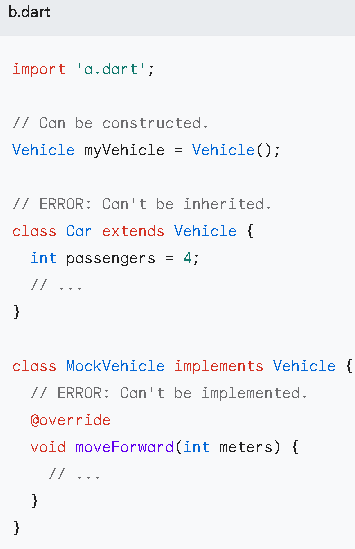 b.dart
import 'a.dart';
// Can be constructed.
Vehicle myVehicle = Vehicle();
// ERROR: Can't be inherited.
class Car extends Vehicle {
int passengers = 4;
// ...
}
class MockVehicle implements Vehicle {
// ERROR: Can't be implemented.
@override
void moveForward(int meters) {
// ...
}
}